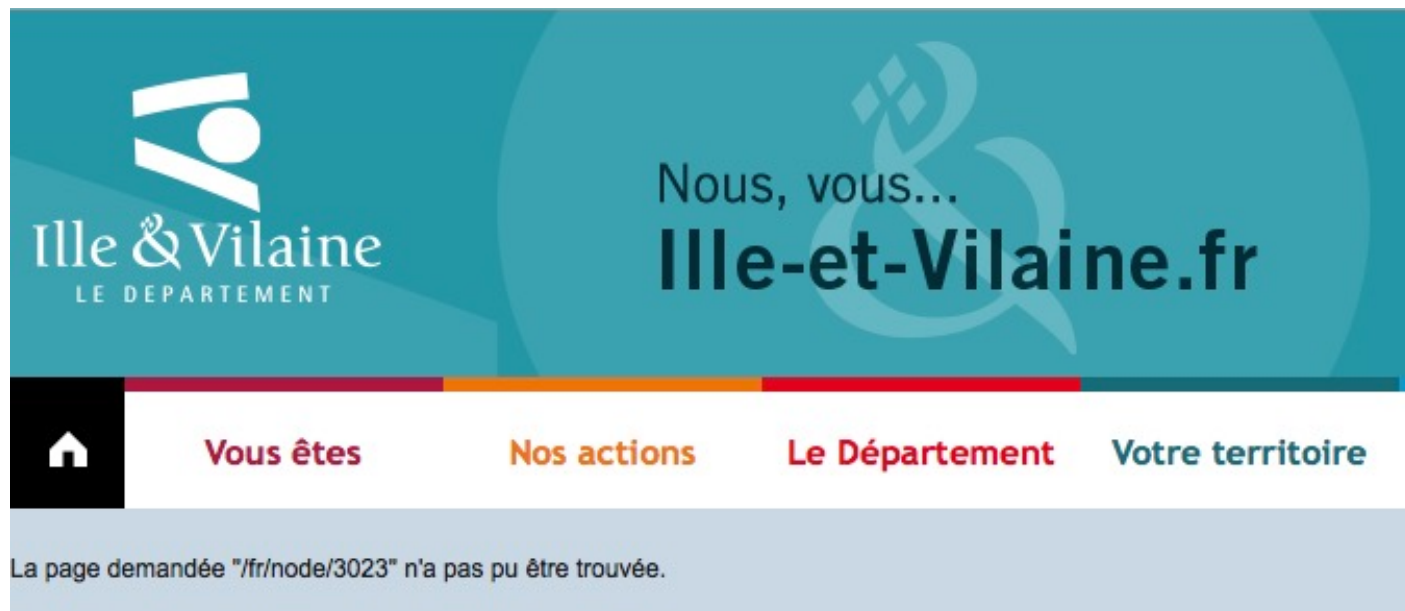 Ille & Vilaine
LE DEPARTEMENT
Nous, vous...
Ille-et-Vilaine.fr
Vous êtes Nos actions Le Département Votre territoire
La page demandée "/fr/node/3023" n'a pas pu être trouvée.